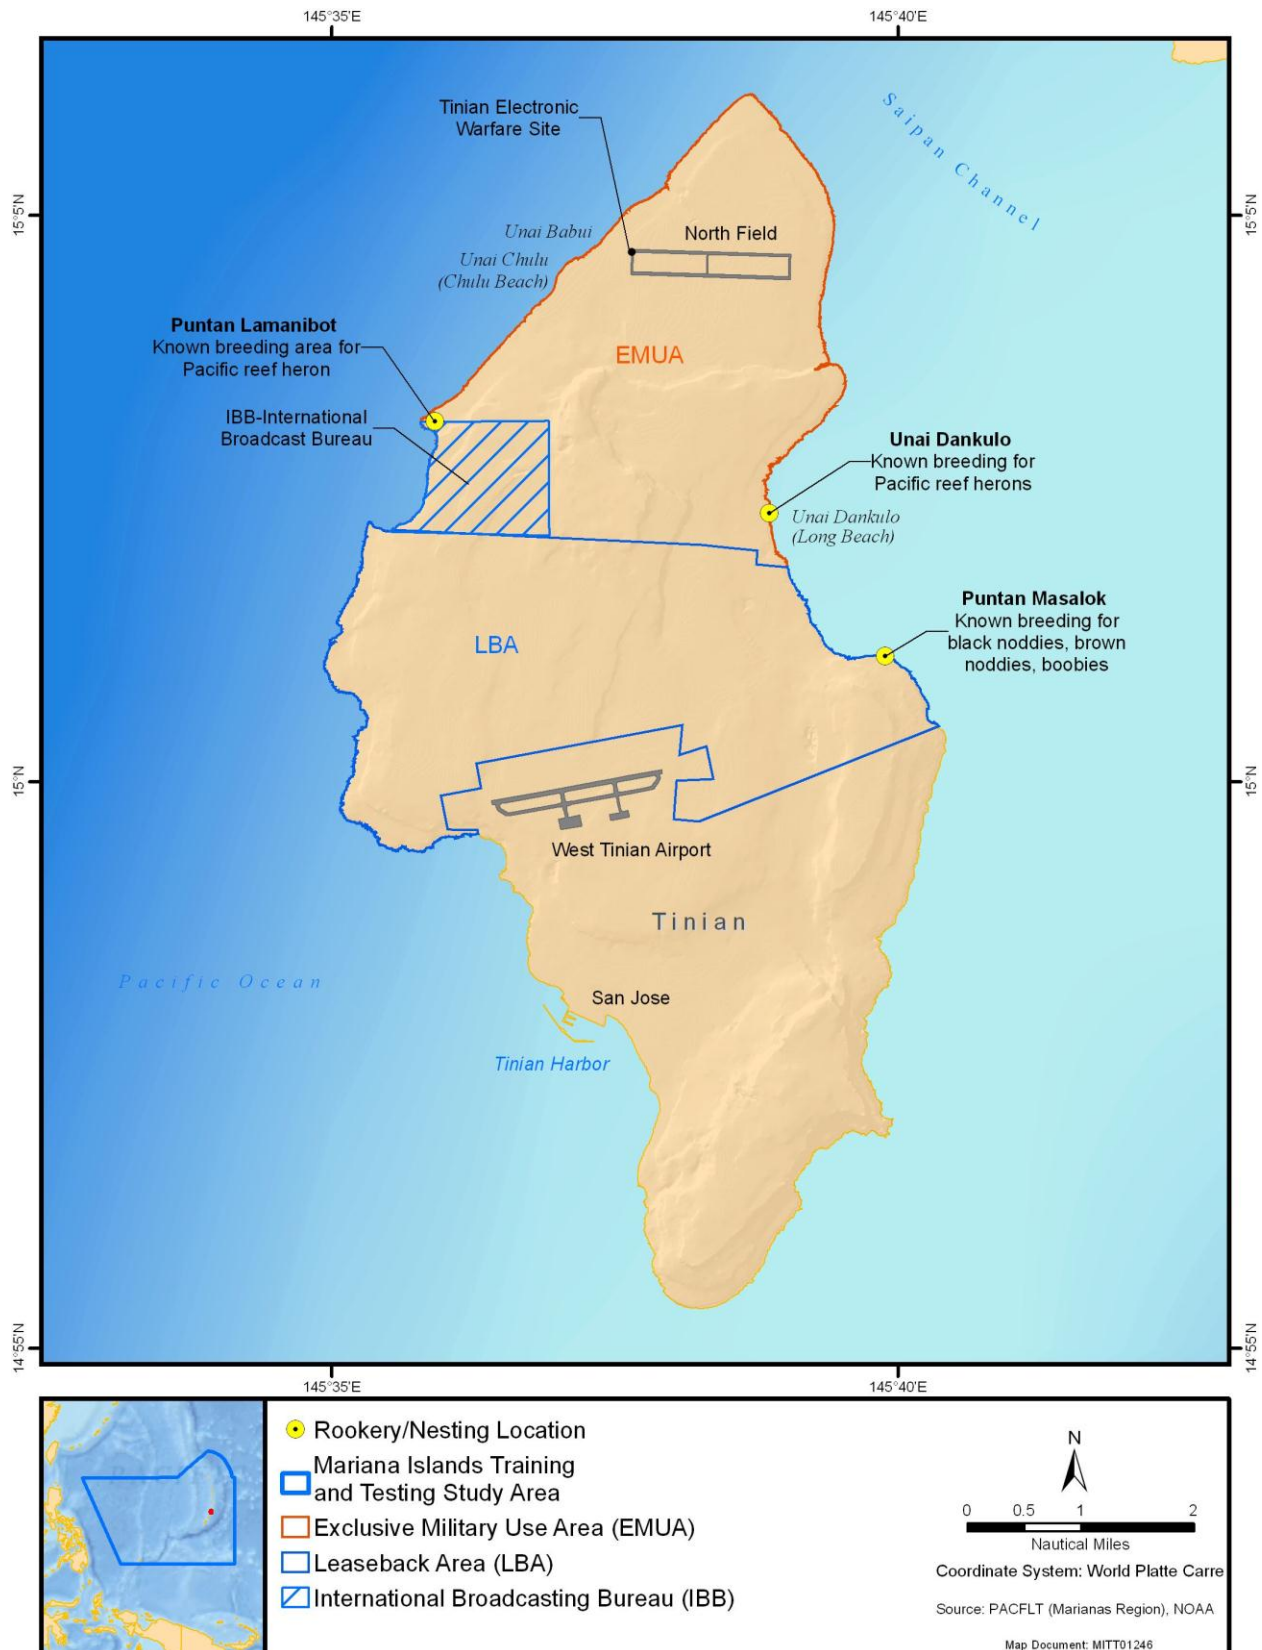 145°35'E
145°40'E
Tinian Electronic
Warfare Site
Saipan Channel
15°5'N
15°5'N
Unai Babui
North Field
Unai Chulu
(Chulu Beach)
Puntan Lamanibot
Known breeding area for
Pacific reef heron
EMUA
IBB-International
Broadcast Bureau
Unai Dankulo
Known breeding for
Pacific reef herons
Unai Dankulo
(Long Beach)
Puntan Masalok
Known breeding for
black noddies, brown
noddies, boobies
LBA
15°N
15°N
West Tinian Airport
Tinian
Pacific Ocean
San Jose
Tinian Harbor
14°55'N
14°55'N
145°35'E
145°40'E
Rookery/Nesting Location
Mariana Islands Training
and Testing Study Area
Exclusive Military Use Area (EMUA)
Leaseback Area (LBA)
International Broadcasting Bureau (IBB)
N
0 0.5 1 2
Nautical Miles
Coordinate System: World Platte Carre
Source: PACFLT (Marianas Region), NOAA
Map Document: MITT01246